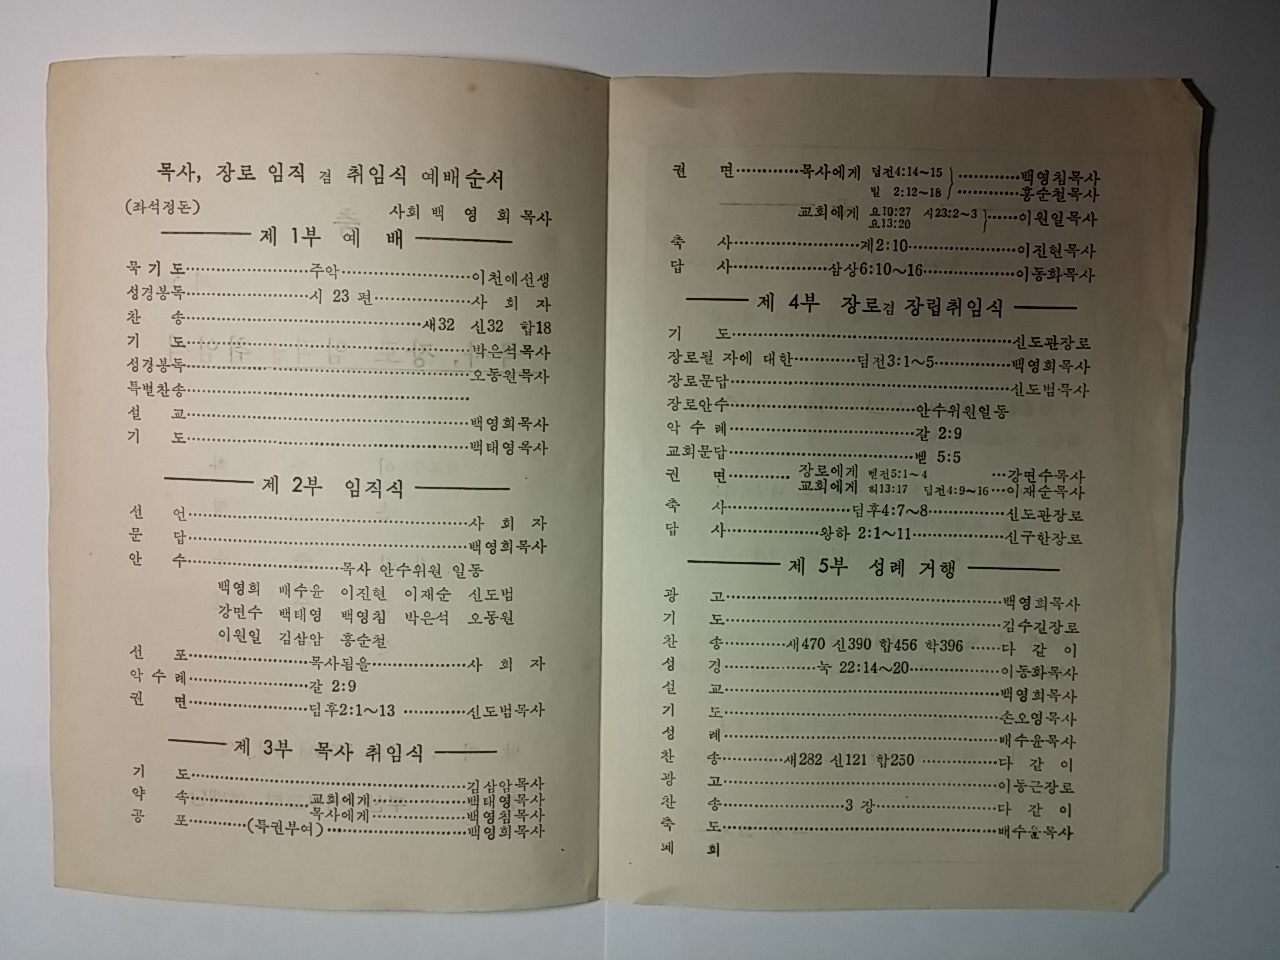 목사, 장로 임직 겸 취임식 예배순서
(좌석정돈) 사회 백 영 희 목사
제 1부 예 배
묵 기 도……………………주악……………………이천에선생
성경봉독……………………시 23 편………………사 회 자
찬 송……………………………………새32 신32 합18
기 도………………………………………………박은석목사
성경봉독………………………………………………오동원목사
특별찬송………………………………………………
설 교………………………………………………백영희목사
기 도………………………………………………백태영목사
제 2부 임직식
선 언………………………………………………사 회 자
문 답………………………………………………백영희목사
안 수…………………………목사 안수위원 일동
백영희 배수윤 이진현 이재순 신도범
강면수 백태영 백영침 박은석 오동원
이원일 김삼암 홍순철
선 포……………………목사됨을………………사 회 자
악 수 례……………………갈 2:9
권 면……………………딤후2:1~13 …………신도범목사
제 3부 목사 취임식
기 도………………………………………………김삼암목사
약 속……………………교회에게………………백태영목사
목사에게………………백영침목사
공 포…………(특권부여)………………………백영희목사
권 면…………목사에게 딤전4:14~15 …………백영침목사
빌 2:12~18 …………홍순철목사
교회에게 요10:27 시23:2~3 ……이원일목사
요13:20
축 사……………………계2:10…………………이진현목사
답 사………………삼상6:10~16………………이동화목사
제 4부 장로겸 장립취임식
기 도………………………………………………신도관장로
장로될 자에 대한…………딤전3:1~5……………백영희목사
장로문답………………………………………………신도범목사
장로안수………………………………안수위원일동
악 수 례………………………………갈 2:9
교회문답………………………………벧 5:5
권 면…………장로에게 벧전5:1~4 …강면수목사
교회에게 히13:17 딤전4:9~16…이재순목사
축 사……………………딤후4:7~8……………신도관장로
답 사………………왕하 2:1~11………………신구한장로
제 5부 성례 거행
광 고………………………………………………백영희목사
기 도………………………………………………김수길장로
찬 송…………새470 신390 합456 학396 ……다 같 이
성 경………………눅 22:14~20………………이동화목사
설 교………………………………………………백영희목사
기 도………………………………………………손오영목사
성 례………………………………………………배수윤목사
찬 송…………새282 신121 합250 ……………다 같 이
광 고………………………………………………이동근장로
찬 송……………………3 장……………………다 같 이
축 도………………………………………………배수윤목사
폐 회